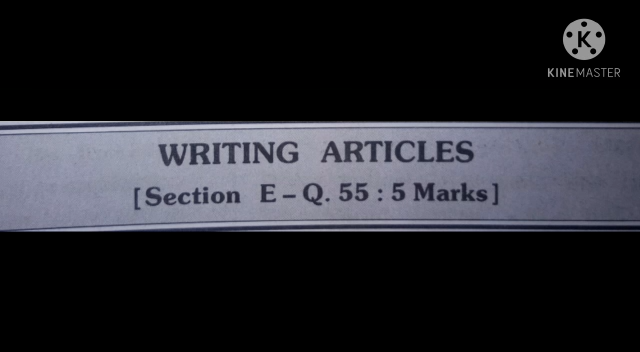 KINEMASTER
WRITING ARTICLES
[Section E – Q. 55 : 5 Marks]